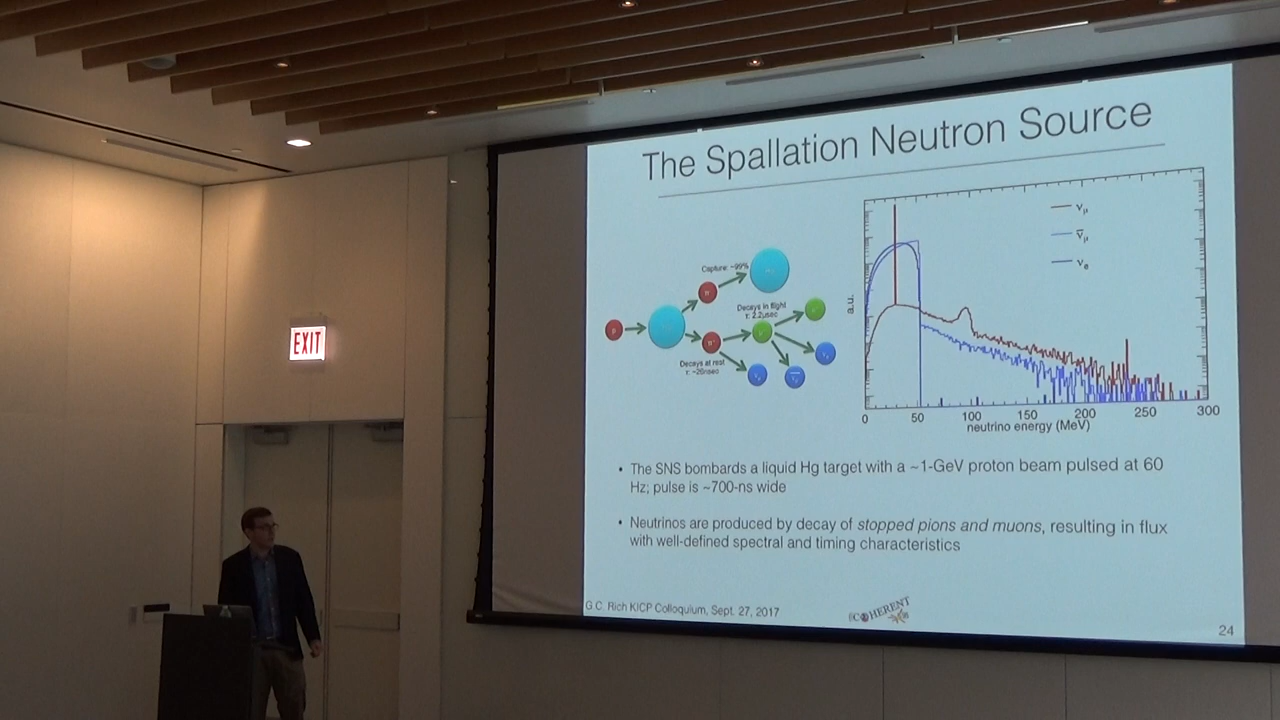 The Spallation Neutron Source
EXIT
Capture: ~99%
Decays in flight
τ: 2.2μsec
Decays at rest
τ: ~26nsec
p
π⁻
π⁺
νμ
ν̄μ
νe
a.u.
0 50 100 150 200 250 300
neutrino energy (MeV)
• The SNS bombards a liquid Hg target with a ~1-GeV proton beam pulsed at 60
Hz; pulse is ~700-ns wide
• Neutrinos are produced by decay of stopped pions and muons, resulting in flux
with well-defined spectral and timing characteristics
G.C. Rich KICP Colloquium, Sept. 27, 2017
COHERENT
24